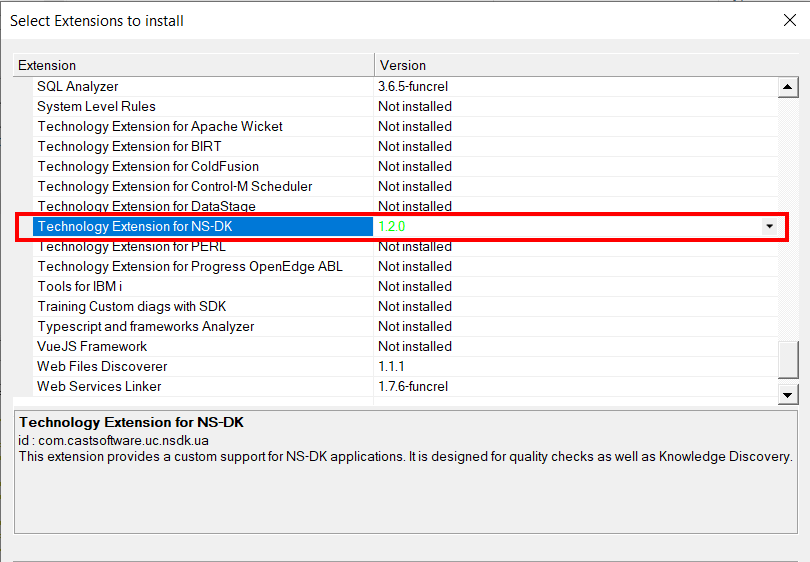 Select Extensions to install
Extension Version
SQL Analyzer 3.6.5-funcrel
System Level Rules Not installed
Technology Extension for Apache Wicket Not installed
Technology Extension for BIRT Not installed
Technology Extension for ColdFusion Not installed
Technology Extension for Control-M Scheduler Not installed
Technology Extension for DataStage Not installed
Technology Extension for NS-DK 1.2.0
Technology Extension for PERL Not installed
Technology Extension for Progress OpenEdge ABL Not installed
Tools for IBM i Not installed
Training Custom diags with SDK Not installed
Typescript and frameworks Analyzer Not installed
VueJS Framework Not installed
Web Files Discoverer 1.1.1
Web Services Linker 1.7.6-funcrel
Technology Extension for NS-DK
id : com.castsoftware.uc.nsdk.ua
This extension provides a custom support for NS-DK applications. It is designed for quality checks as well as Knowledge Discovery.